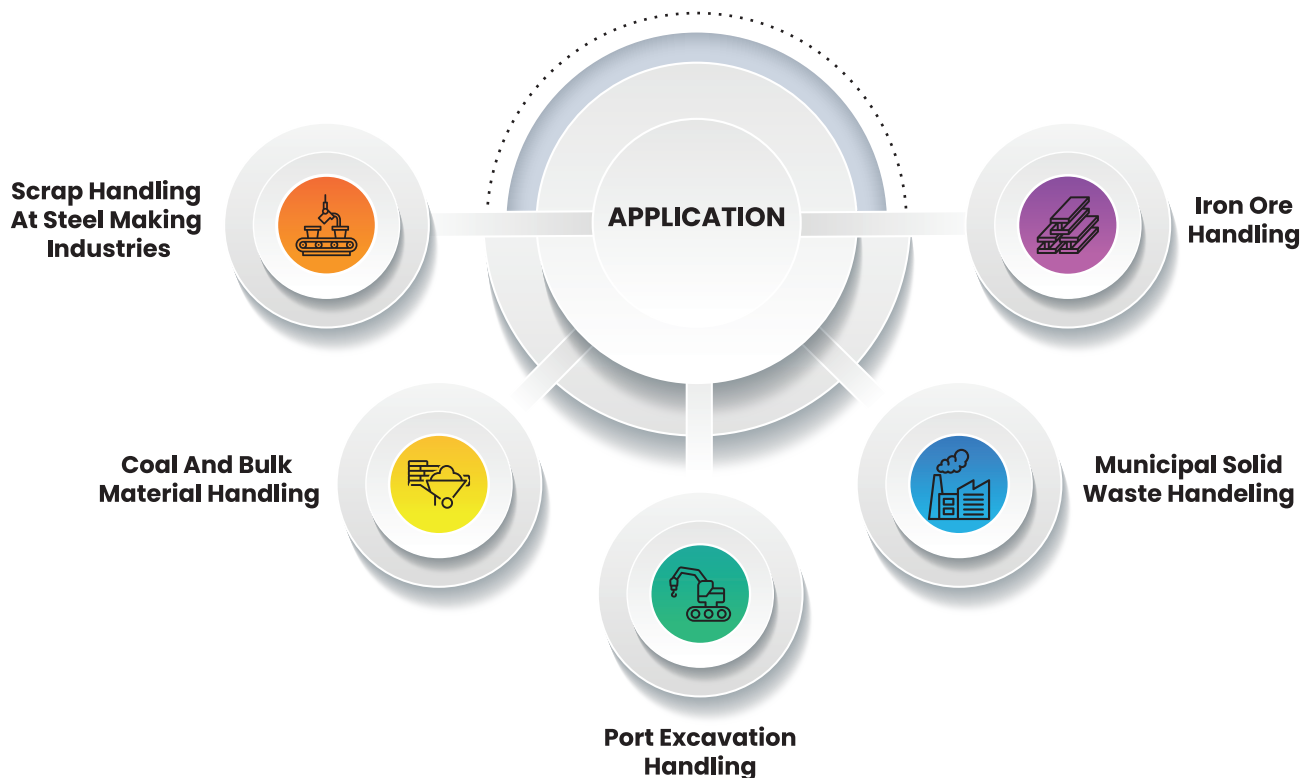 APPLICATION
Scrap Handling
At Steel Making
Industries
Iron Ore
Handling
Coal And Bulk
Material Handling
Municipal Solid
Waste Handeling
Port Excavation
Handling